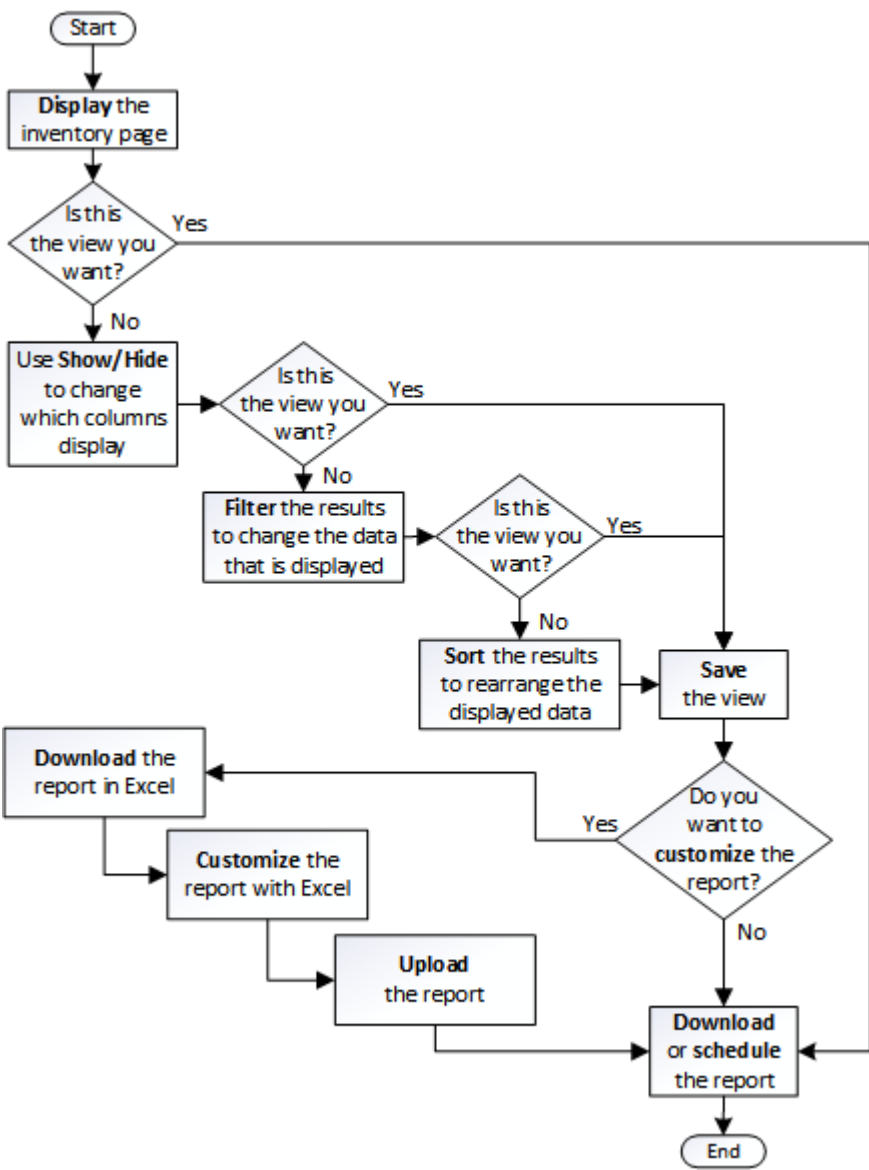 Start
Display the
inventory page
Is this
the view you
want?
Yes
No
Use Show/Hide
to change
which columns
display
Is this
the view you
want?
Yes
No
Filter the results
to change the data
that is displayed
Is this
the view you
want?
Yes
No
Sort the results
to rearrange the
displayed data
Save
the view
Do you
want to
customize the
report?
Yes
No
Download the
report in Excel
Customize the
report with Excel
Upload
the report
Download
or schedule
the report
End